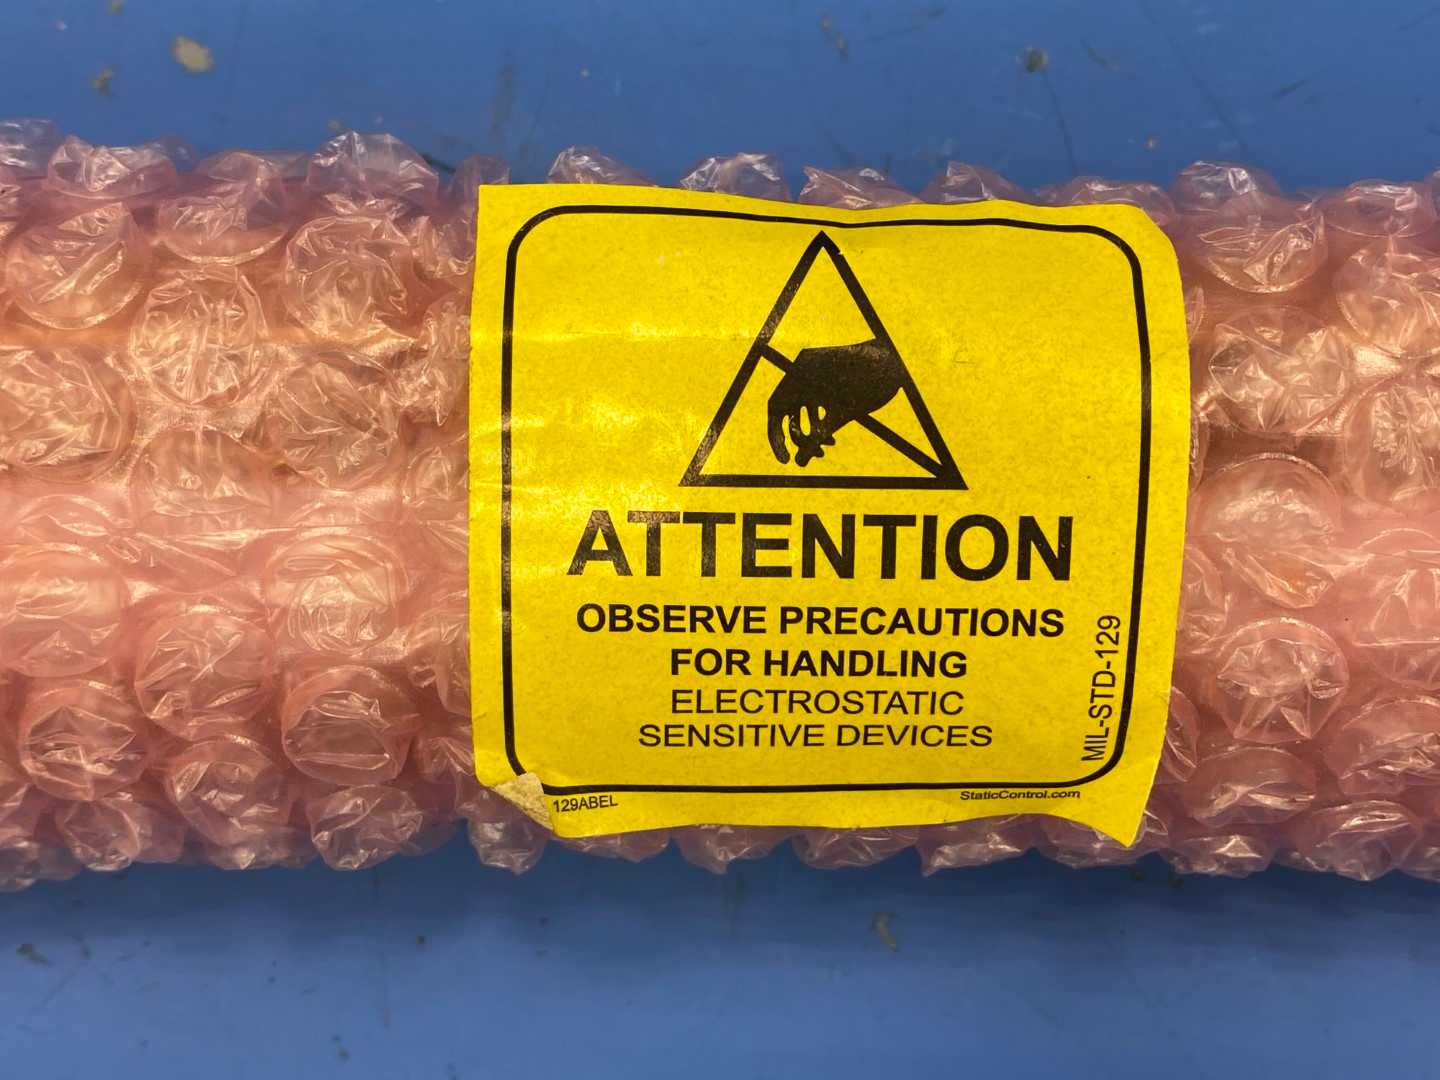 ATTENTION
OBSERVE PRECAUTIONS
FOR HANDLING
ELECTROSTATIC
SENSITIVE DEVICES
MIL-STD-129
129ABEL
StaticControl.com